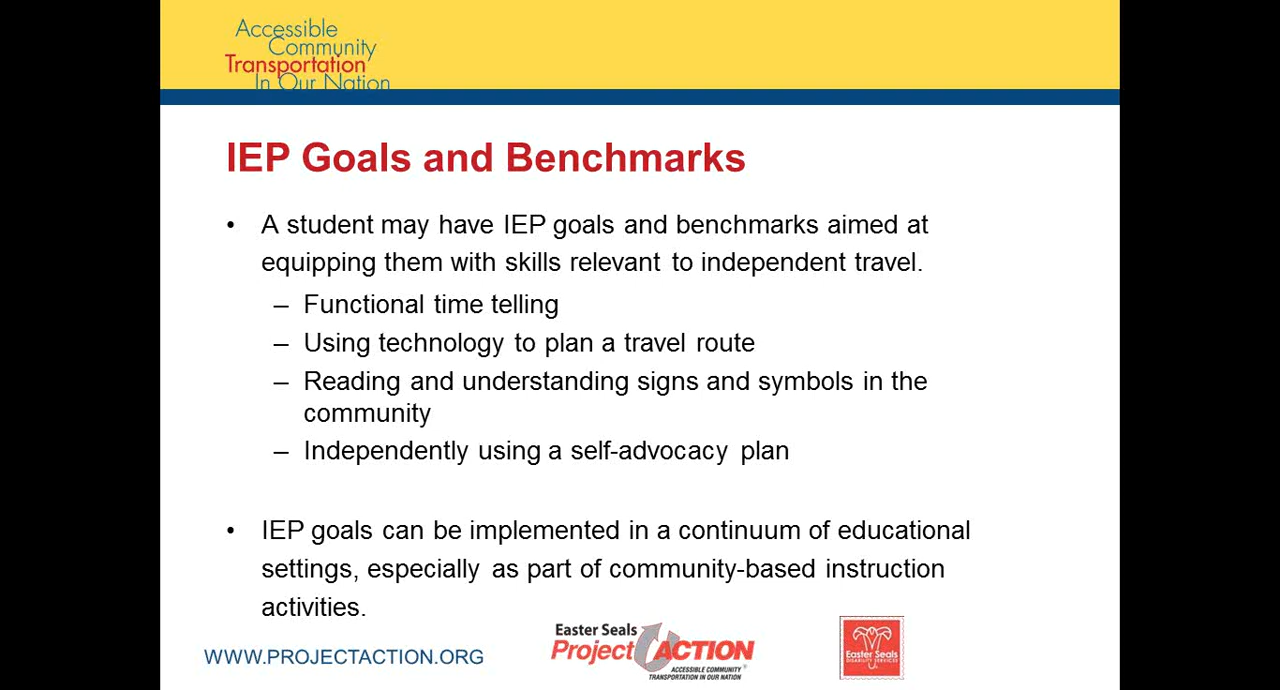 Accessible
Community
Transportation
In Our Nation
IEP Goals and Benchmarks
• A student may have IEP goals and benchmarks aimed at
equipping them with skills relevant to independent travel.
– Functional time telling
– Using technology to plan a travel route
– Reading and understanding signs and symbols in the
community
– Independently using a self-advocacy plan
• IEP goals can be implemented in a continuum of educational
settings, especially as part of community-based instruction
activities.
WWW.PROJECTACTION.ORG
Easter Seals
Project ACTION
ACCESSIBLE COMMUNITY
TRANSPORTATION IN OUR NATION
Easter Seals
DISABILITY SERVICES